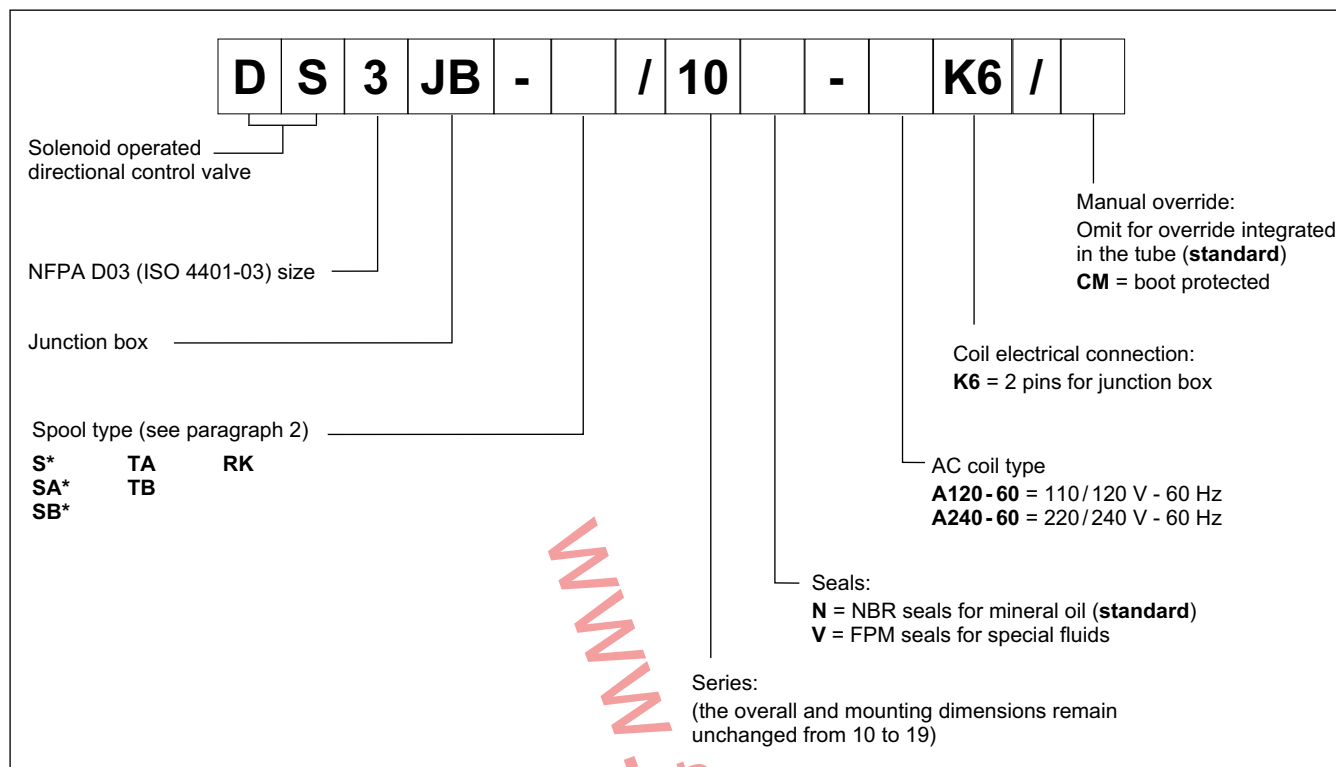 D S 3 JB - / 10 - K6 /
Solenoid operated
directional control valve
NFPA D03 (ISO 4401-03) size
Junction box
Spool type (see paragraph 2)
S* TA RK
SA* TB
SB*
Manual override:
Omit for override integrated
in the tube (standard)
CM = boot protected
Coil electrical connection:
K6 = 2 pins for junction box
AC coil type
A120-60 = 110/120 V - 60 Hz
A240-60 = 220/240 V - 60 Hz
Seals:
N = NBR seals for mineral oil (standard)
V = FPM seals for special fluids
Series:
(the overall and mounting dimensions remain
unchanged from 10 to 19)
www.